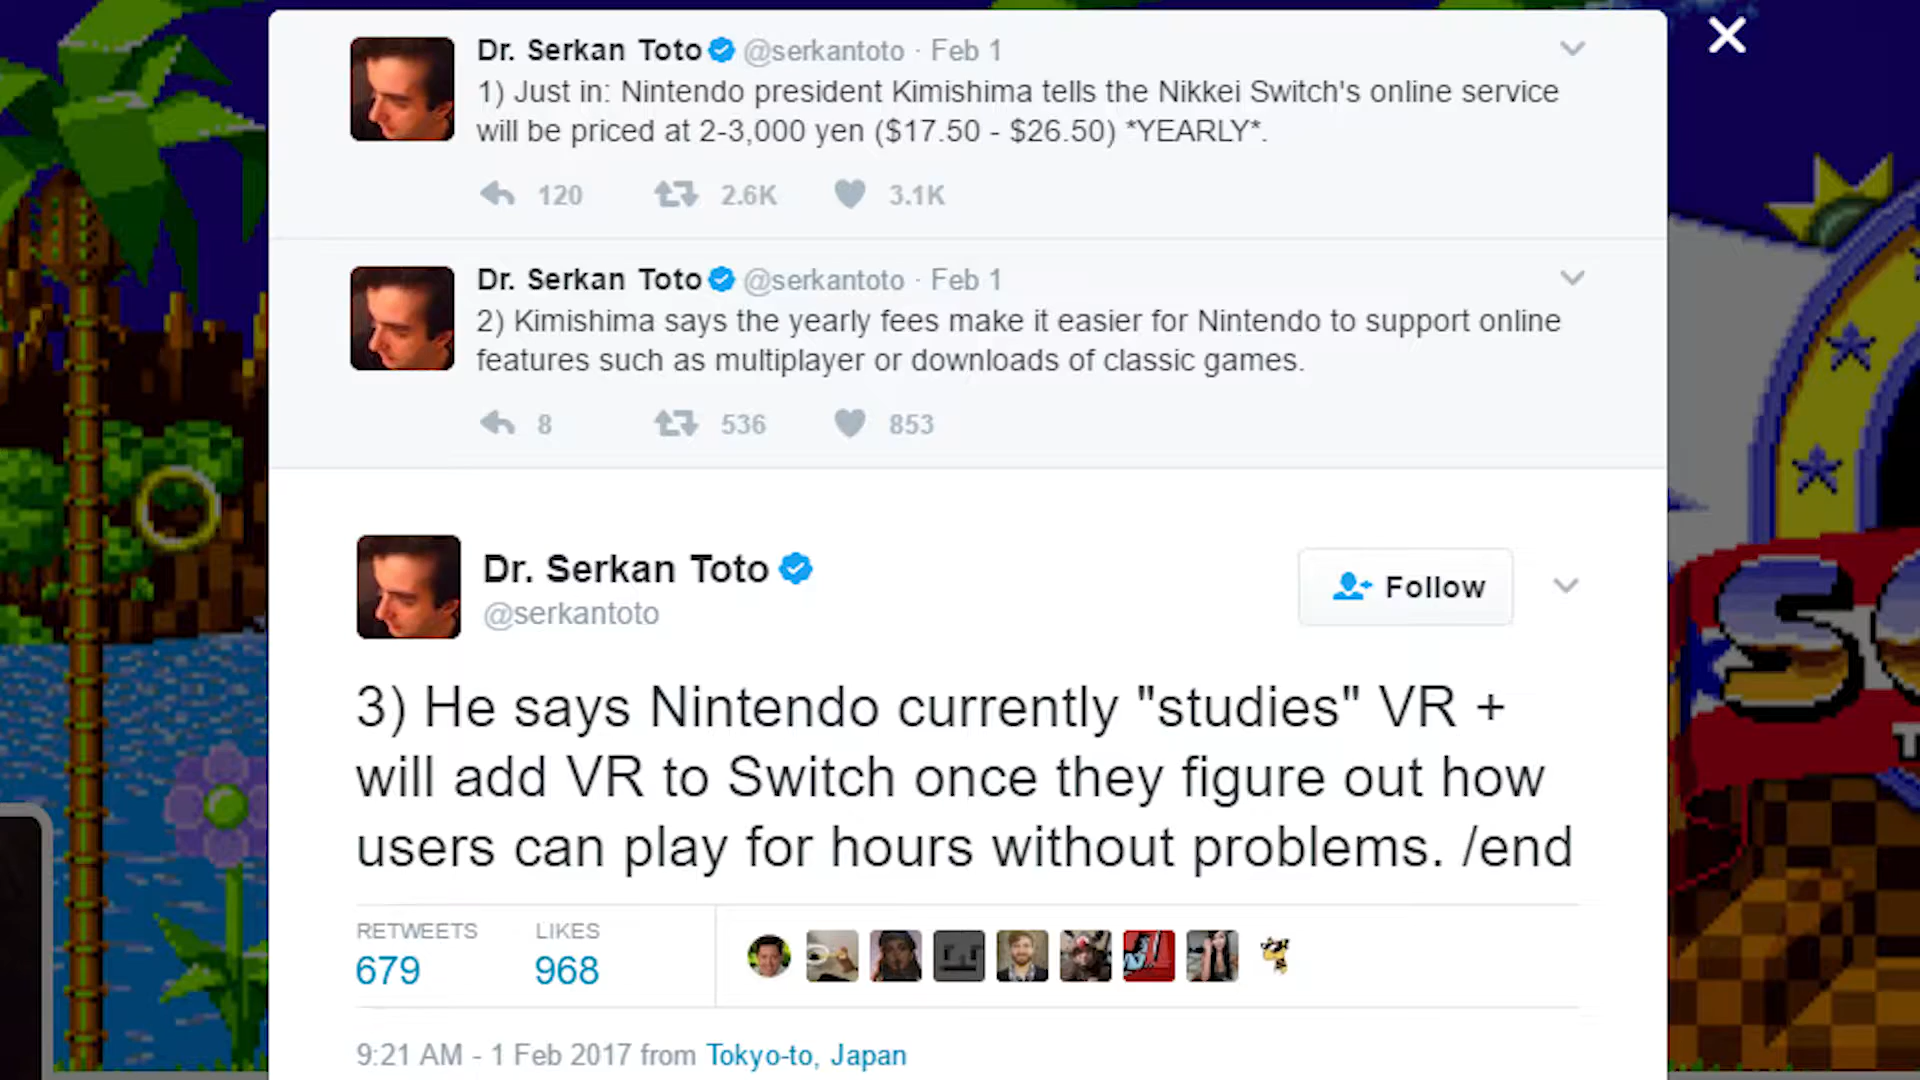 Dr. Serkan Toto @serkantoto · Feb 1
1) Just in: Nintendo president Kimishima tells the Nikkei Switch's online service
will be priced at 2-3,000 yen ($17.50 - $26.50) *YEARLY*.
120 2.6K 3.1K
Dr. Serkan Toto @serkantoto · Feb 1
2) Kimishima says the yearly fees make it easier for Nintendo to support online
features such as multiplayer or downloads of classic games.
8 536 853
Dr. Serkan Toto
@serkantoto
Follow
3) He says Nintendo currently "studies" VR +
will add VR to Switch once they figure out how
users can play for hours without problems. /end
RETWEETS LIKES
679 968
9:21 AM - 1 Feb 2017 from Tokyo-to, Japan